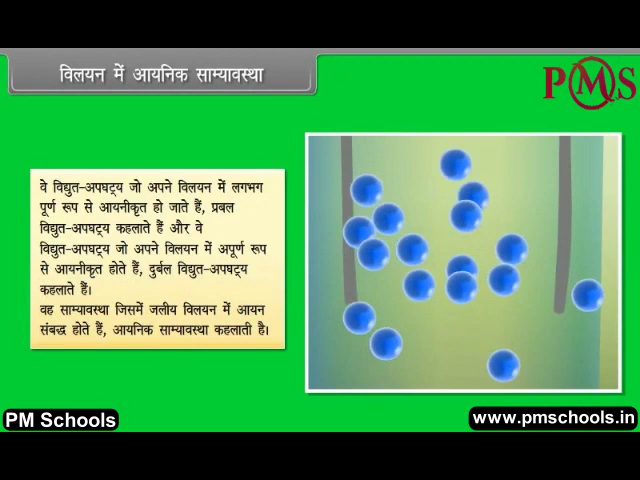 विलयन में आयनिक साम्यावस्था
PMS
वे विद्युत-अपघट्य जो अपने विलयन में लगभग
पूर्ण रूप से आयनीकृत हो जाते हैं, प्रबल
विद्युत-अपघट्य कहलाते हैं और वे
विद्युत-अपघट्य जो अपने विलयन में अपूर्ण रूप
से आयनीकृत होते हैं, दुर्बल विद्युत-अपघट्य
कहलाते हैं।
वह साम्यावस्था जिसमें जलीय विलयन में आयन
संबद्ध होते हैं, आयनिक साम्यावस्था कहलाती है।
PM Schools
www.pmschools.in